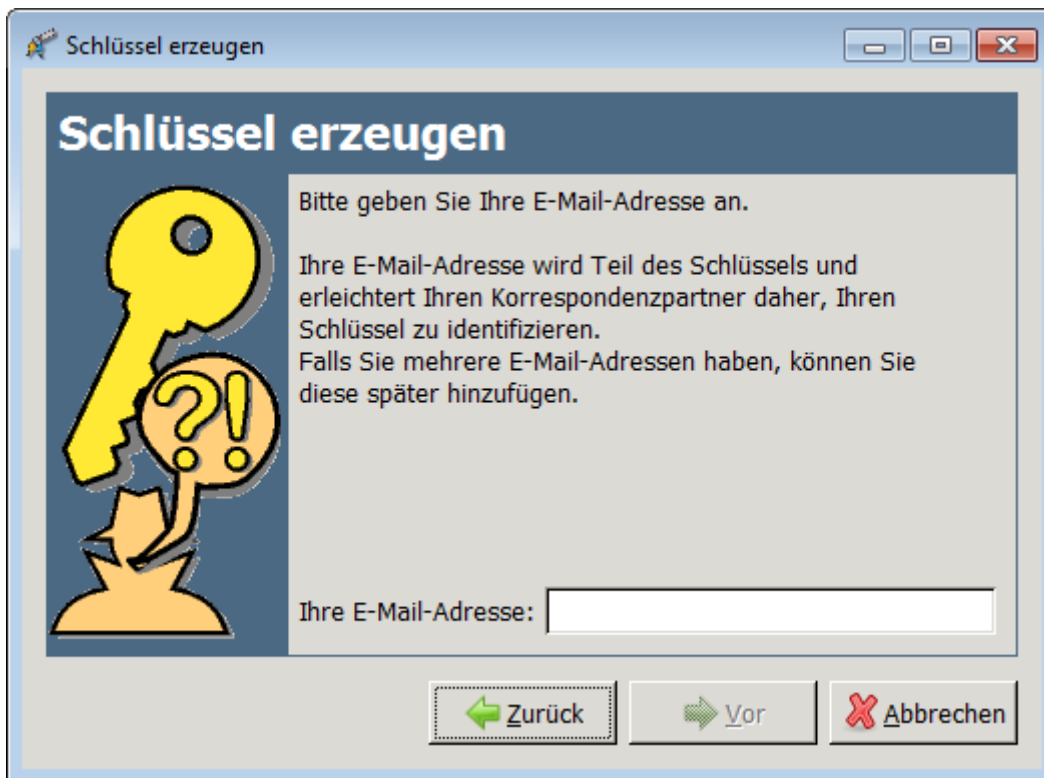 Schlüssel erzeugen
Schlüssel erzeugen
Bitte geben Sie Ihre E-Mail-Adresse an.
Ihre E-Mail-Adresse wird Teil des Schlüssels und
erleichtert Ihren Korrespondenzpartner daher, Ihren
Schlüssel zu identifizieren.
Falls Sie mehrere E-Mail-Adressen haben, können Sie
diese später hinzufügen.
?!
Ihre E-Mail-Adresse:
Zurück
Vor
Abbrechen